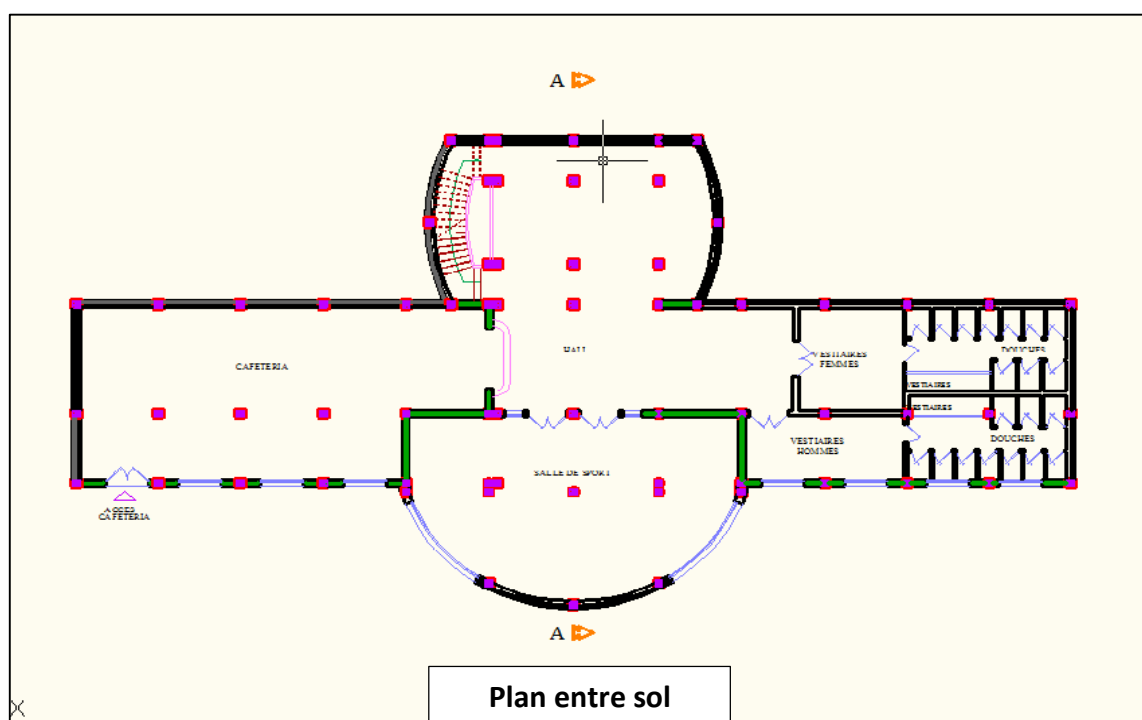 A
HALL
CAFETERIA
VESTIAIRES
FEMMES
DOUCHES
VESTIAIRES
VESTIAIRES
VESTIAIRES
HOMMES
DOUCHES
SALLE DE SPORT
ACCES
CAFETERIA
A
Plan entre sol